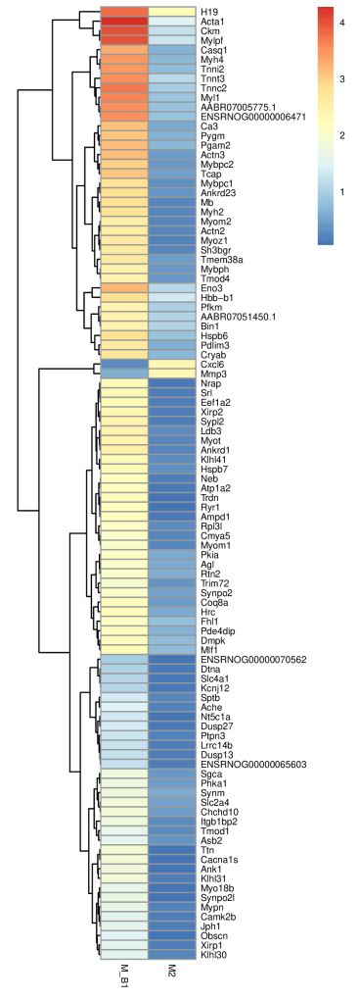 H19
Acta1
Ckm
Mylpf
Casq1
Myh4
Tnni2
Tnnt3
Tnnc2
Myl1
AABR07005775.1
ENSRNOG00000006471
Ca3
Pygm
Pgam2
Actn3
Mybpc2
Tcap
Mybpc1
Ankrd23
Mb
Myh2
Myom2
Actn2
Myoz1
Sh3bgr
Tmem38a
Mybph
Tmod4
Eno3
Hbb−b1
Pfkm
AABR07051450.1
Bin1
Hspb6
Pdlim3
Cryab
Cxcl6
Mmp3
Nrap
Srl
Eef1a2
Xirp2
Sypl2
Ldb3
Myot
Ankrd1
Klhl41
Hspb7
Neb
Atp1a2
Trdn
Ryr1
Ampd1
Rpl3l
Cmya5
Myom1
Pkia
Agl
Rtn2
Trim72
Synpo2
Coq8a
Hrc
Fhl1
Pde4dip
Dmpk
Mlf1
ENSRNOG00000070562
Dtna
Slc4a1
Kcnj12
Sptb
Ache
Nt5c1a
Dusp27
Ptpn3
Lrrc14b
Dusp13
ENSRNOG00000065603
Sgca
Phka1
Synm
Slc2a4
Chchd10
Itgb1bp2
Tmod1
Asb2
Ttn
Cacna1s
Ank1
Klhl31
Myo18b
Synpo2l
Mypn
Camk2b
Jph1
Obscn
Xirp1
Klhl30
M_B1
M2
4
3
2
1